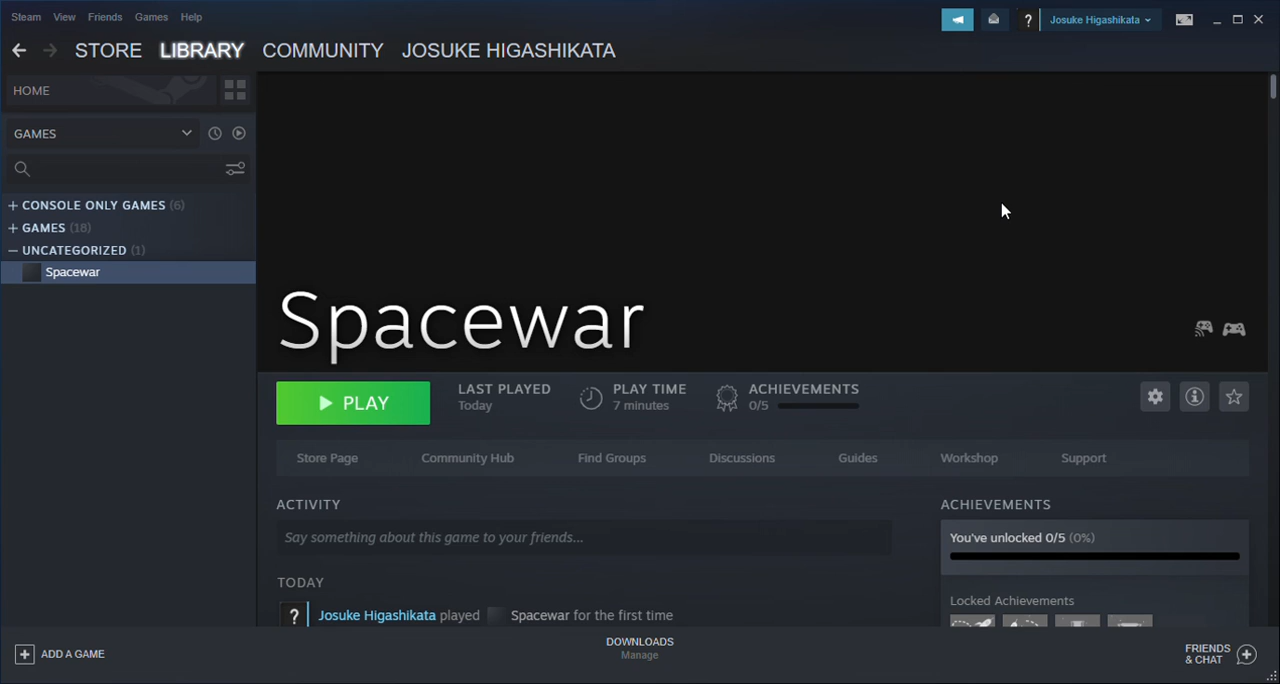 Steam View Friends Games Help
? Josuke Higashikata
STORE LIBRARY COMMUNITY JOSUKE HIGASHIKATA
HOME
GAMES
CONSOLE ONLY GAMES (6)
GAMES (18)
UNCATEGORIZED (1)
Spacewar
Spacewar
PLAY
LAST PLAYED
Today
PLAY TIME
7 minutes
ACHIEVEMENTS
0/5
Store Page Community Hub Find Groups Discussions Guides Workshop Support
ACTIVITY
Say something about this game to your friends...
TODAY
? Josuke Higashikata played Spacewar for the first time
ACHIEVEMENTS
You've unlocked 0/5 (0%)
Locked Achievements
ADD A GAME
DOWNLOADS
Manage
FRIENDS
& CHAT